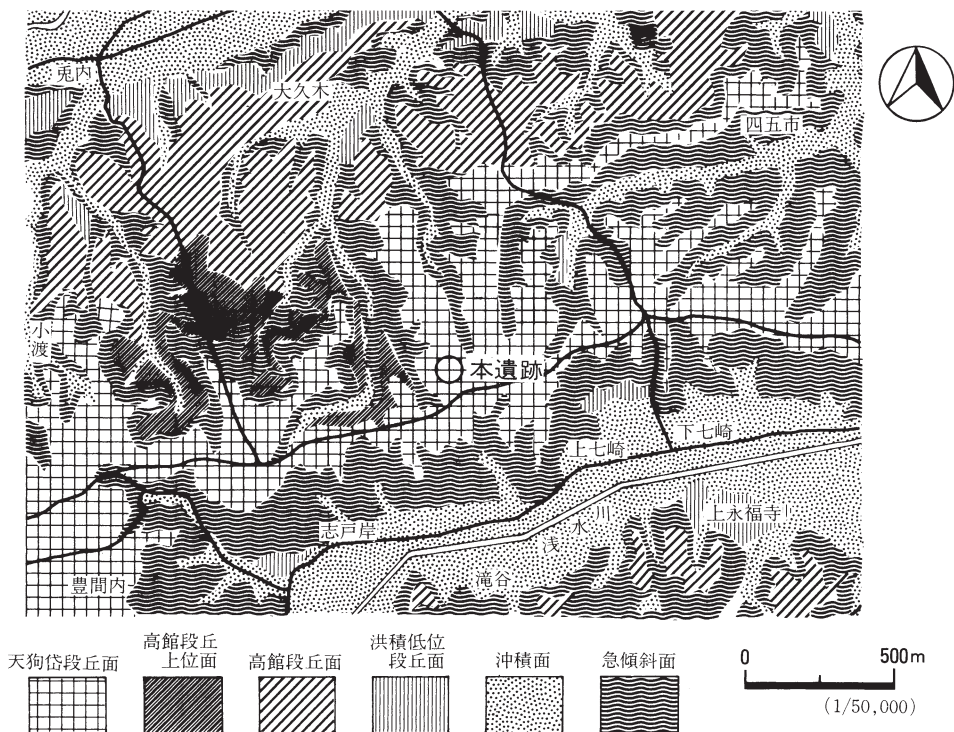 兎内
大久木
四五市
小渡
本遺跡
上七崎
下七崎
志戸岸
浅水川
上永福寺
滝谷
豊間内
天狗岱段丘面
高館段丘
上位面
高館段丘面
洪積低位
段丘面
沖積面
急傾斜面
0
500m
(1/50,000)